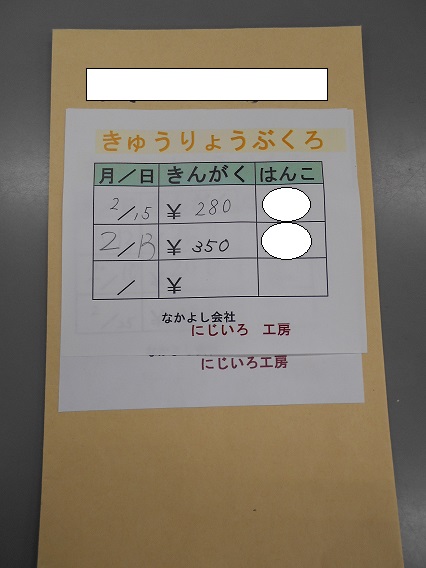 きゅうりょうぶくろ
月／日 きんがく はんこ
2／15 ￥ 280
2／ ￥ 350
／ ￥
なかよし会社
にじいろ 工房
にじいろ工房